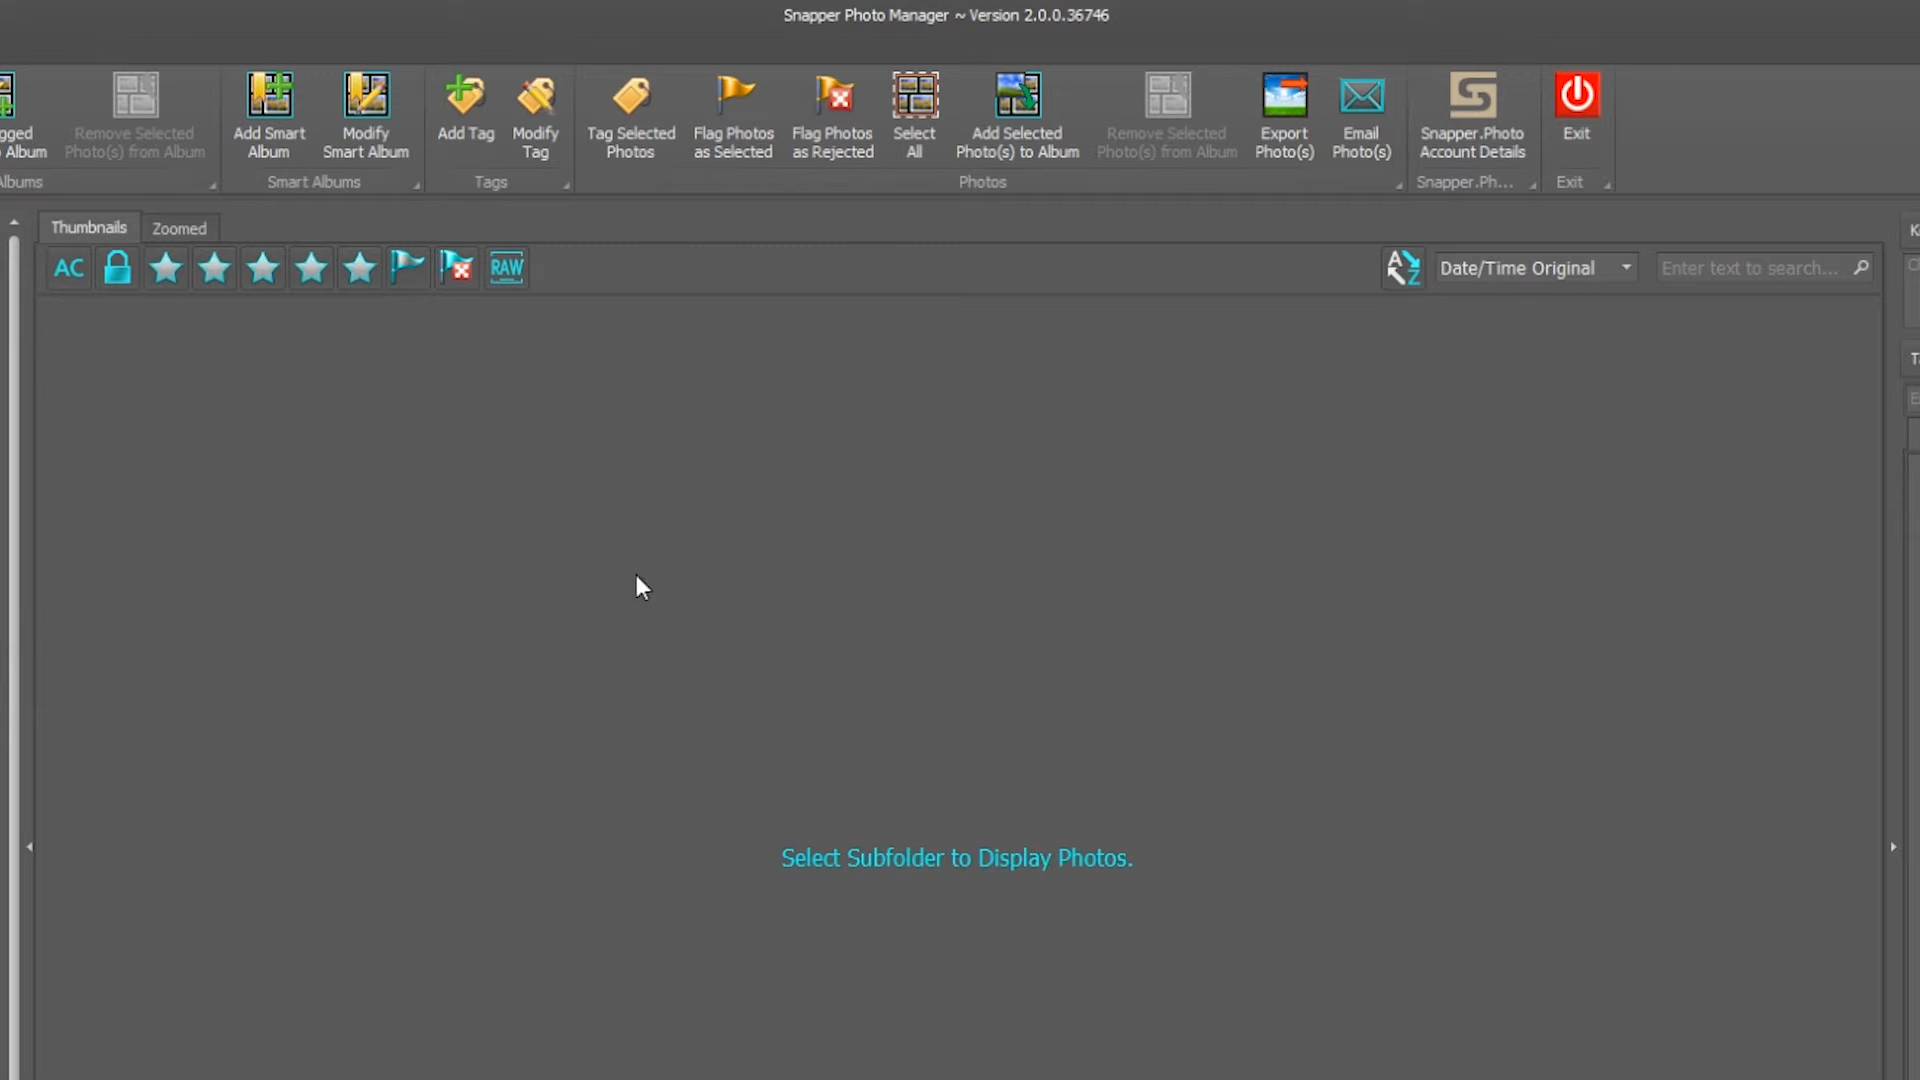 Snapper Photo Manager ~ Version 2.0.0.36746
gged
Album
Remove Selected
Photo(s) from Album
Add Smart
Album
Modify
Smart Album
Add Tag
Modify
Tag
Tag Selected
Photos
Flag Photos
as Selected
Flag Photos
as Rejected
Select
All
Add Selected
Photo(s) to Album
Remove Selected
Photo(s) from Album
Export
Photo(s)
Email
Photo(s)
Snapper.Photo
Account Details
Exit
lbums
Smart Albums
Tags
Photos
Snapper.Ph...
Exit
Thumbnails
Zoomed
AC
RAW
A
Z
Date/Time Original
Enter text to search...
Select Subfolder to Display Photos.